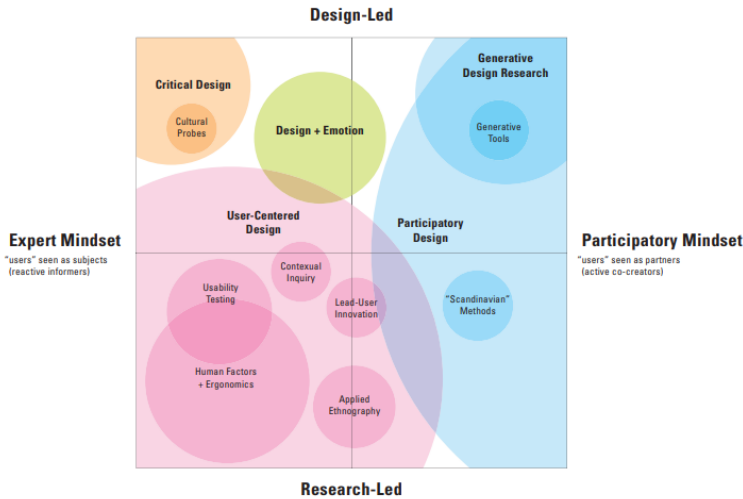 Design-Led
Generative
Design Research
Critical Design
Cultural
Probes
Design + Emotion
Generative
Tools
User-Centered
Design
Participatory
Design
Expert Mindset
"users" seen as subjects
(reactive informers)
Participatory Mindset
"users" seen as partners
(active co-creators)
Contexual
Inquiry
Usability
Testing
Lead-User
Innovation
"Scandinavian"
Methods
Human Factors
+ Ergonomics
Applied
Ethnography
Research-Led